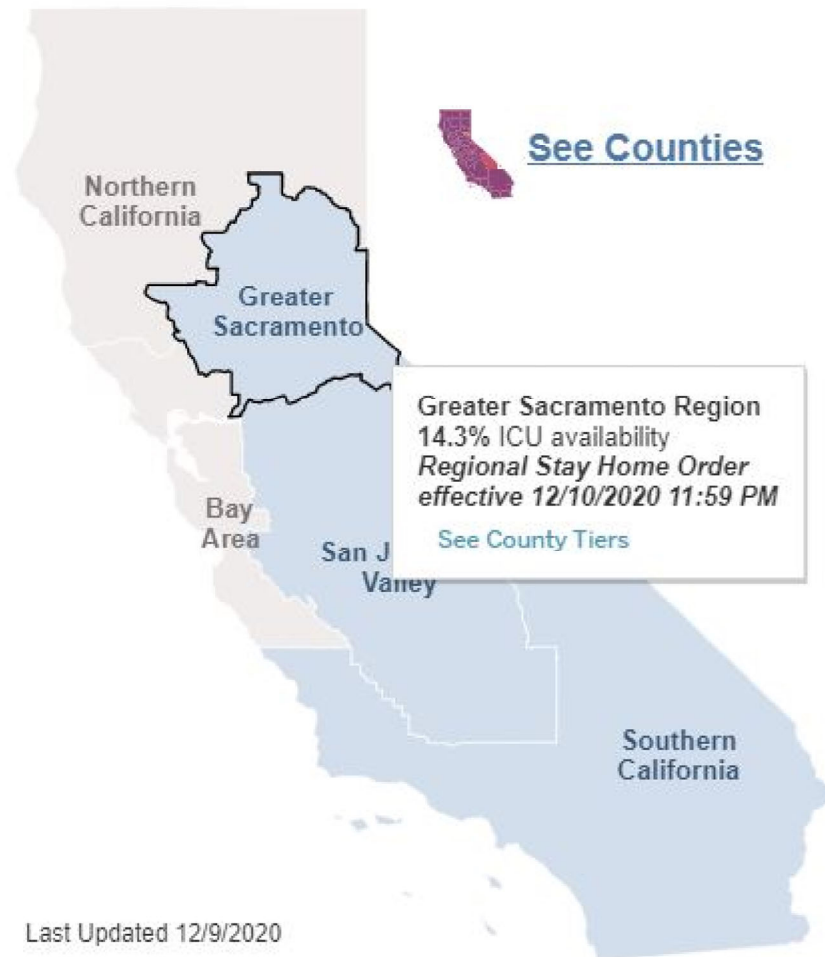 See Counties
Northern
California
Greater
Sacramento
Greater Sacramento Region
14.3% ICU availability
Regional Stay Home Order
effective 12/10/2020 11:59 PM
See County Tiers
Bay
Area
San J
Valley
Southern
California
Last Updated 12/9/2020